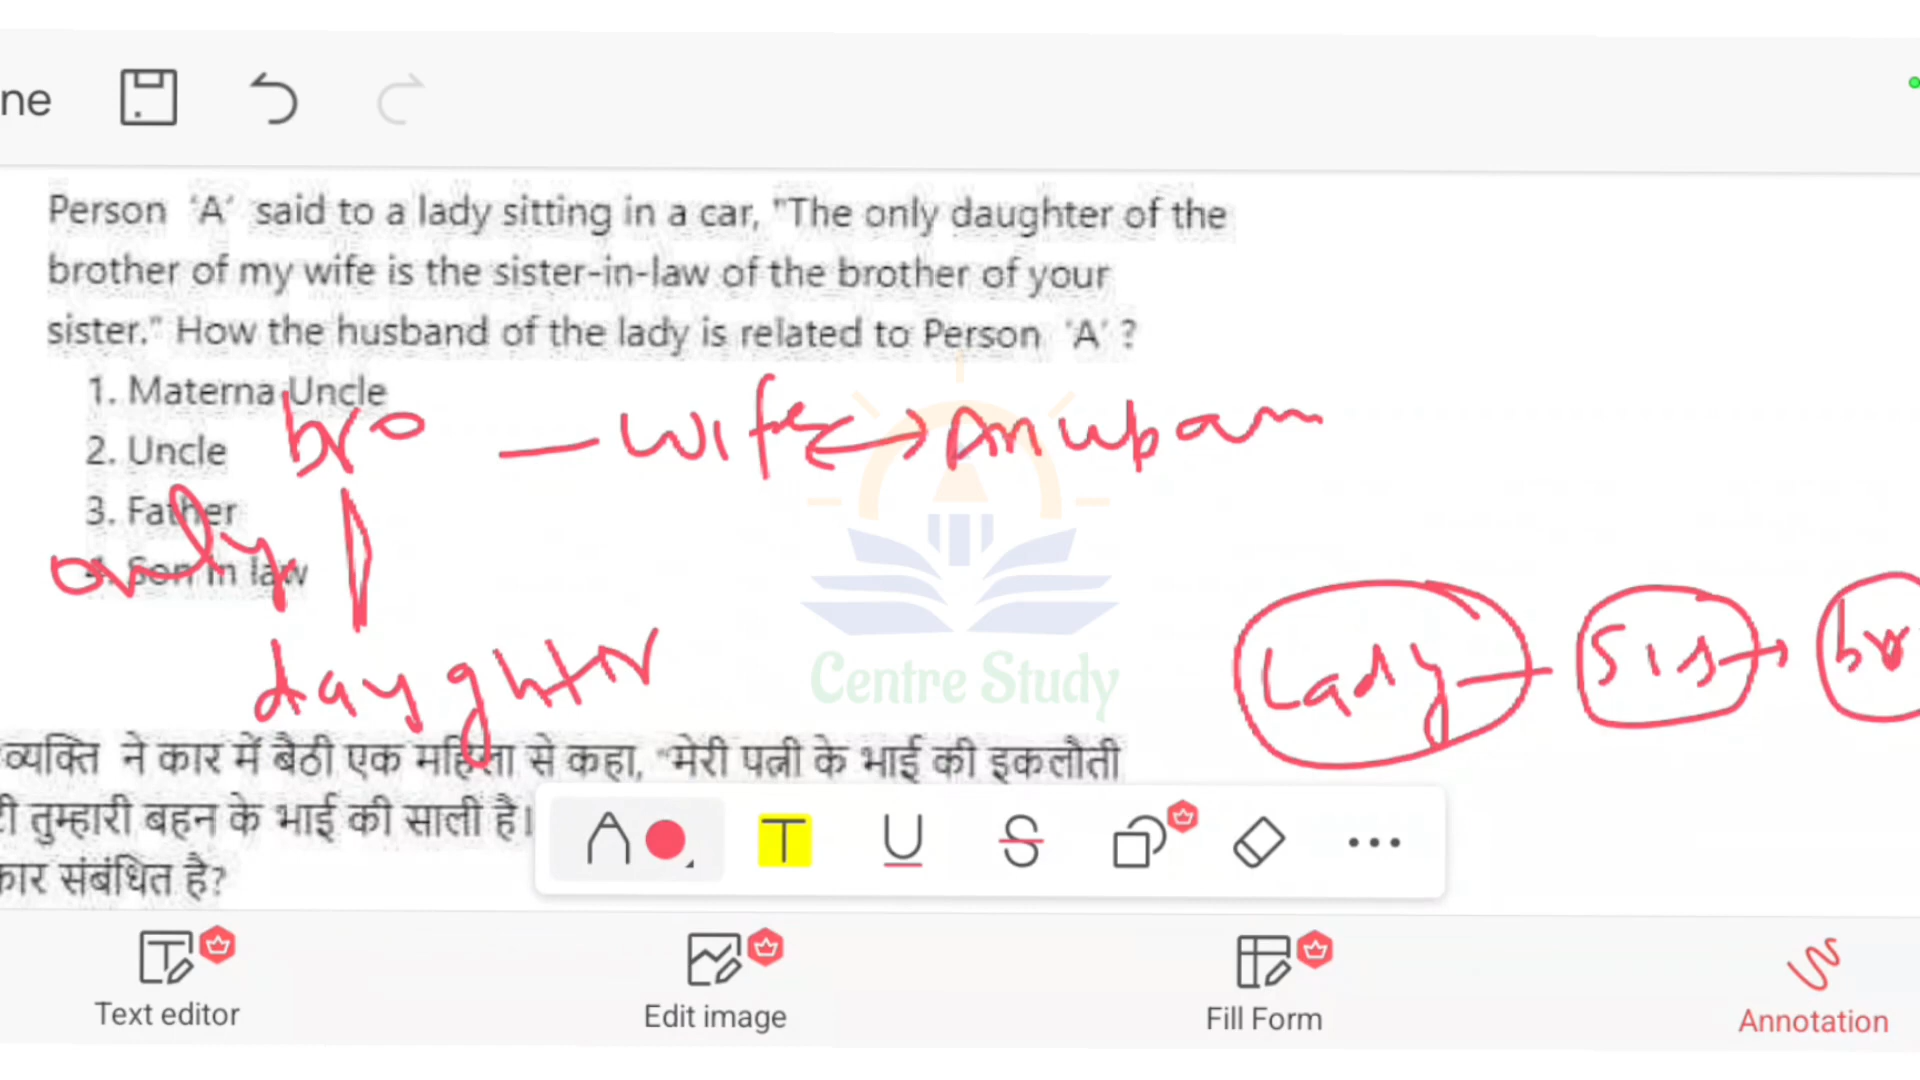 ne
Person 'A' said to a lady sitting in a car, "The only daughter of the
brother of my wife is the sister-in-law of the brother of your
sister." How the husband of the lady is related to Person 'A' ?
1. Materna Uncle
2. Uncle
3. Father
4. Son in law
bro — wife ↔ Anubam
only
daughter
Lady — Sis → bro
Centre Study
व्यक्ति ने कार में बैठी एक महिला से कहा, "मेरी पत्नी के भाई की इकलौती
टी तुम्हारी बहन के भाई की साली है।
कार संबंधित है?
T U S
Text editor
Edit image
Fill Form
Annotation